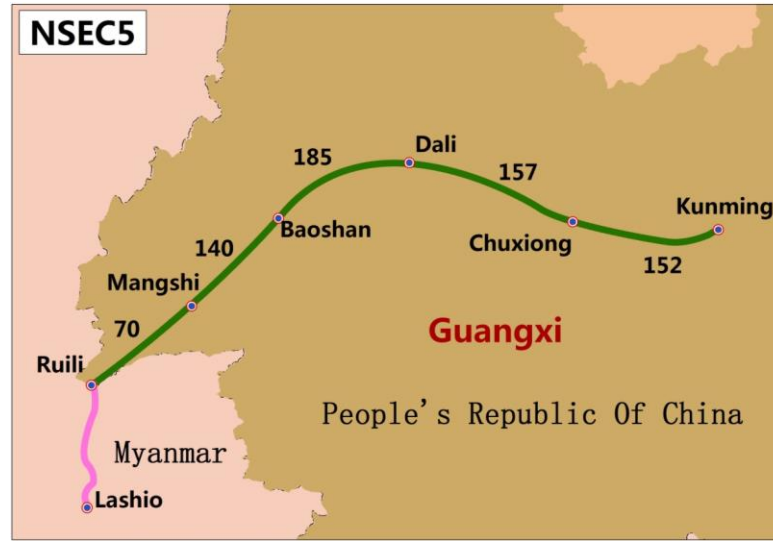 NSEC5
Dali
185
157
Kunming
Baoshan
Chuxiong
140
152
Mangshi
70
Guangxi
Ruili
People's Republic Of China
Myanmar
Lashio